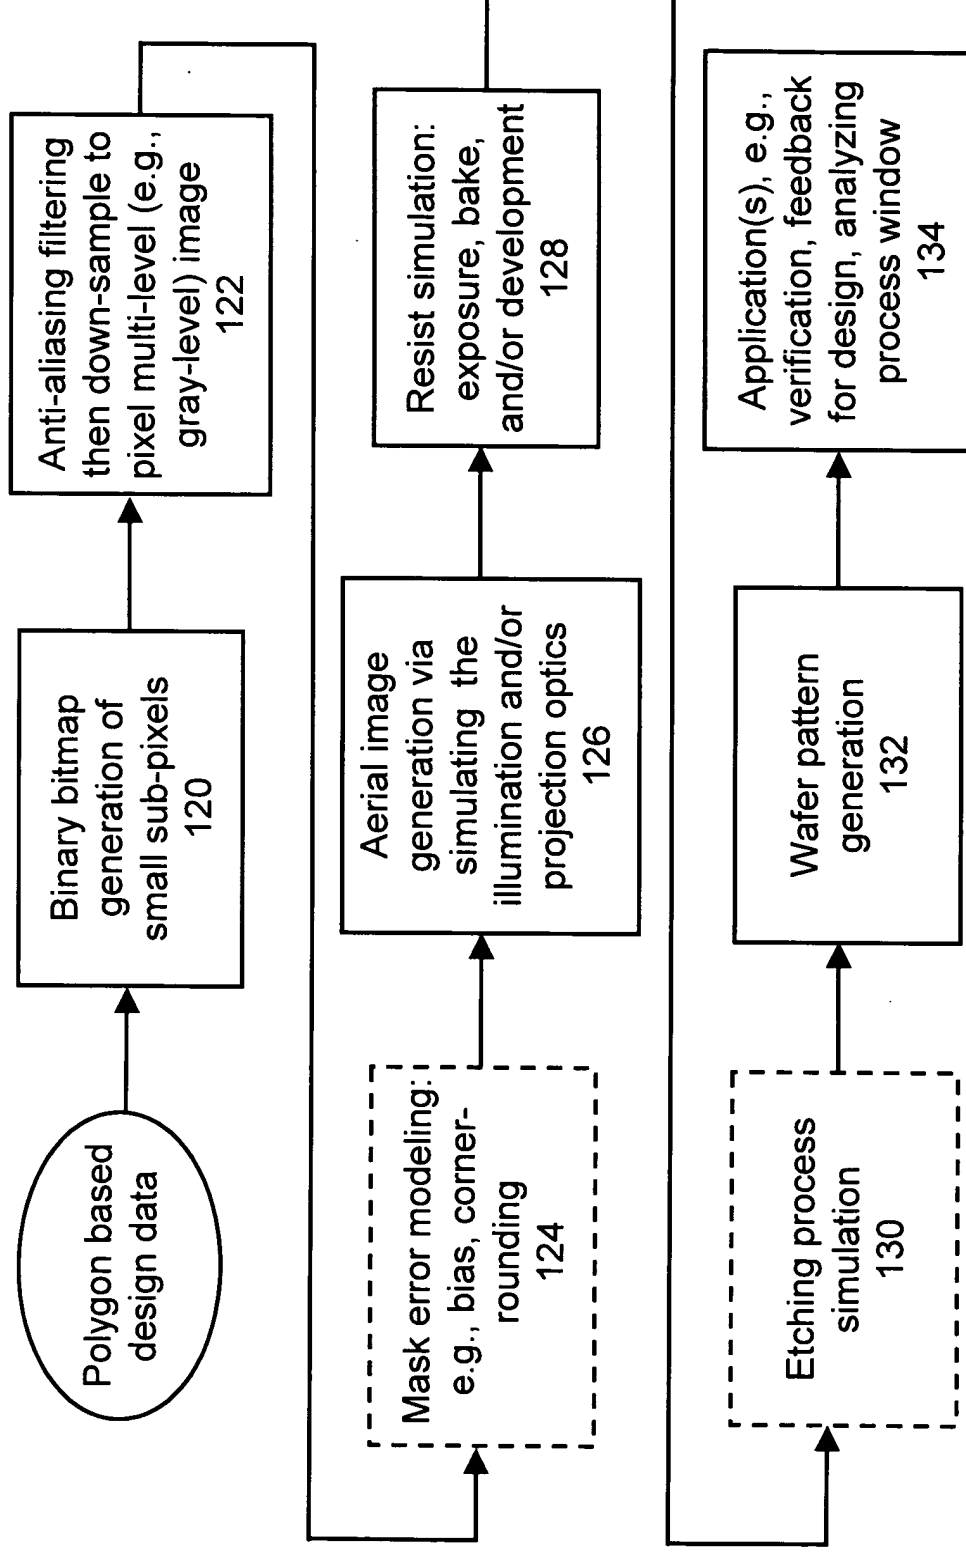 Polygon based
design data
Binary bitmap
generation of
small sub-pixels
120
Anti-aliasing filtering
then down-sample to
pixel multi-level (e.g.,
gray-level) image
122
Mask error modeling:
e.g., bias, corner-
rounding
124
Aerial image
generation via
simulating the
illumination and/or
projection optics
126
Resist simulation:
exposure, bake,
and/or development
128
Etching process
simulation
130
Wafer pattern
generation
132
Application(s), e.g.,
verification, feedback
for design, analyzing
process window
134